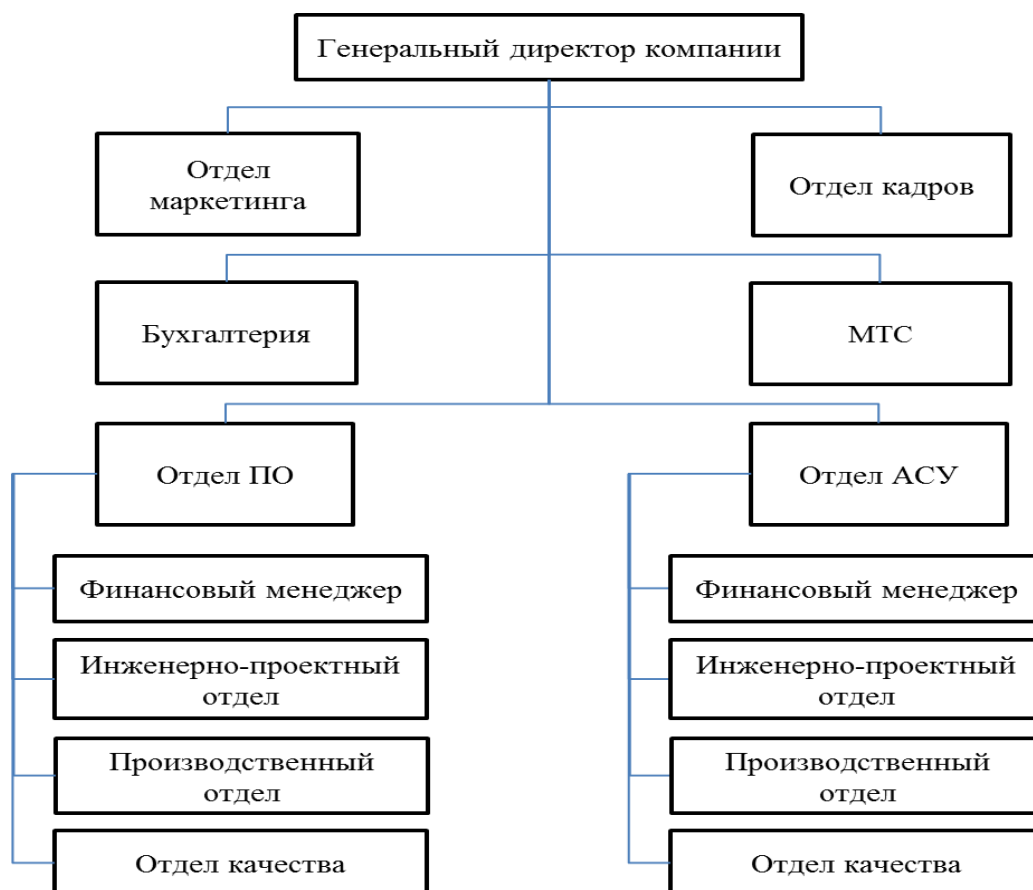 Генеральный директор компании
Отдел
маркетинга
Отдел кадров
Бухгалтерия
МТС
Отдел ПО
Отдел АСУ
Финансовый менеджер
Инженерно-проектный
отдел
Производственный
отдел
Отдел качества
Финансовый менеджер
Инженерно-проектный
отдел
Производственный
отдел
Отдел качества